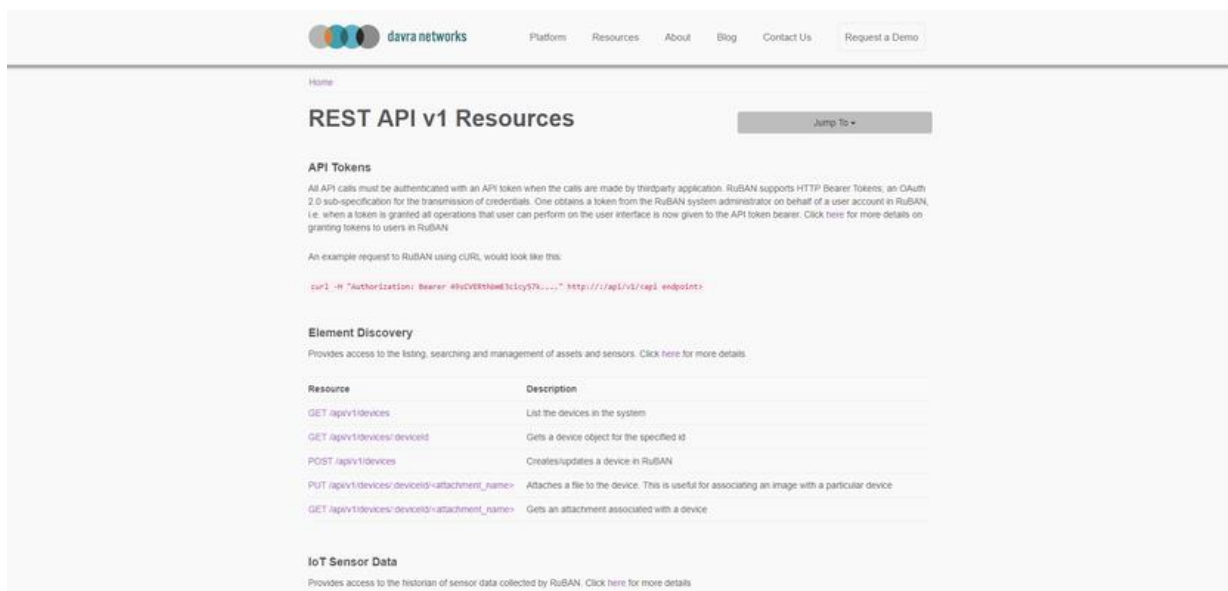 davra networks
Platform Resources About Blog Contact Us Request a Demo
Home
REST API v1 Resources
Jump To
API Tokens
All API calls must be authenticated with an API token when the calls are made by thirdparty application. RuBAN supports HTTP Bearer Tokens, an OAuth
2.0 sub-specification for the transmission of credentials. One obtains a token from the RuBAN system administrator on behalf of a user account in RuBAN,
i.e. when a token is granted all operations that user can perform on the user interface is now given to the API token bearer. Click here for more details on
granting tokens to users in RuBAN
An example request to RuBAN using cURL would look like this:
curl -H "Authorization: Bearer http://:/api/v1/<api endpoint>
Element Discovery
Provides access to the listing, searching and management of assets and sensors. Click here for more details
Resource Description
GET /api/v1/devices List the devices in the system
GET /api/v1/devices/:deviceId Gets a device object for the specified id
POST /api/v1/devices Creates/updates a device in RuBAN
PUT /api/v1/devices/:deviceId/<attachment_name> Attaches a file to the device. This is useful for associating an image with a particular device
GET /api/v1/devices/:deviceId/<attachment_name> Gets an attachment associated with a device
IoT Sensor Data
Provides access to the historian of sensor data collected by RuBAN. Click here for more details